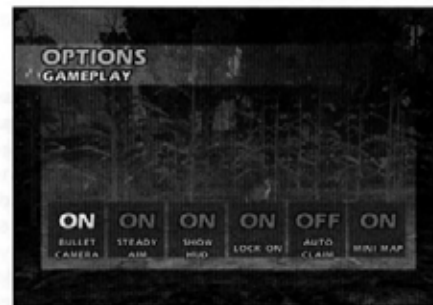 OPTIONS
GAMEPLAY
ON ON ON ON OFF ON
BULLET CAMERA STEADY AIM SHOW HUD LOCK ON AUTO CLAIM MINI MAP